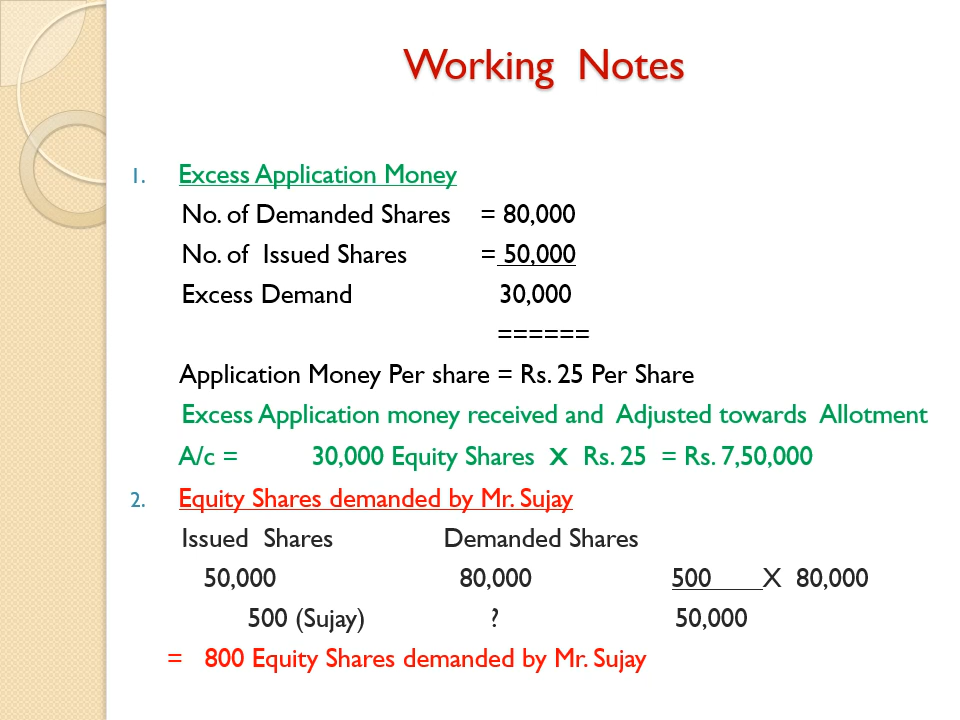 Working Notes
1. Excess Application Money
No. of Demanded Shares = 80,000
No. of Issued Shares = 50,000
Excess Demand 30,000
======
Application Money Per share = Rs. 25 Per Share
Excess Application money received and Adjusted towards Allotment
A/c = 30,000 Equity Shares X Rs. 25 = Rs. 7,50,000
2. Equity Shares demanded by Mr. Sujay
Issued Shares Demanded Shares
50,000 80,000 500 X 80,000
500 (Sujay) ? 50,000
= 800 Equity Shares demanded by Mr. Sujay